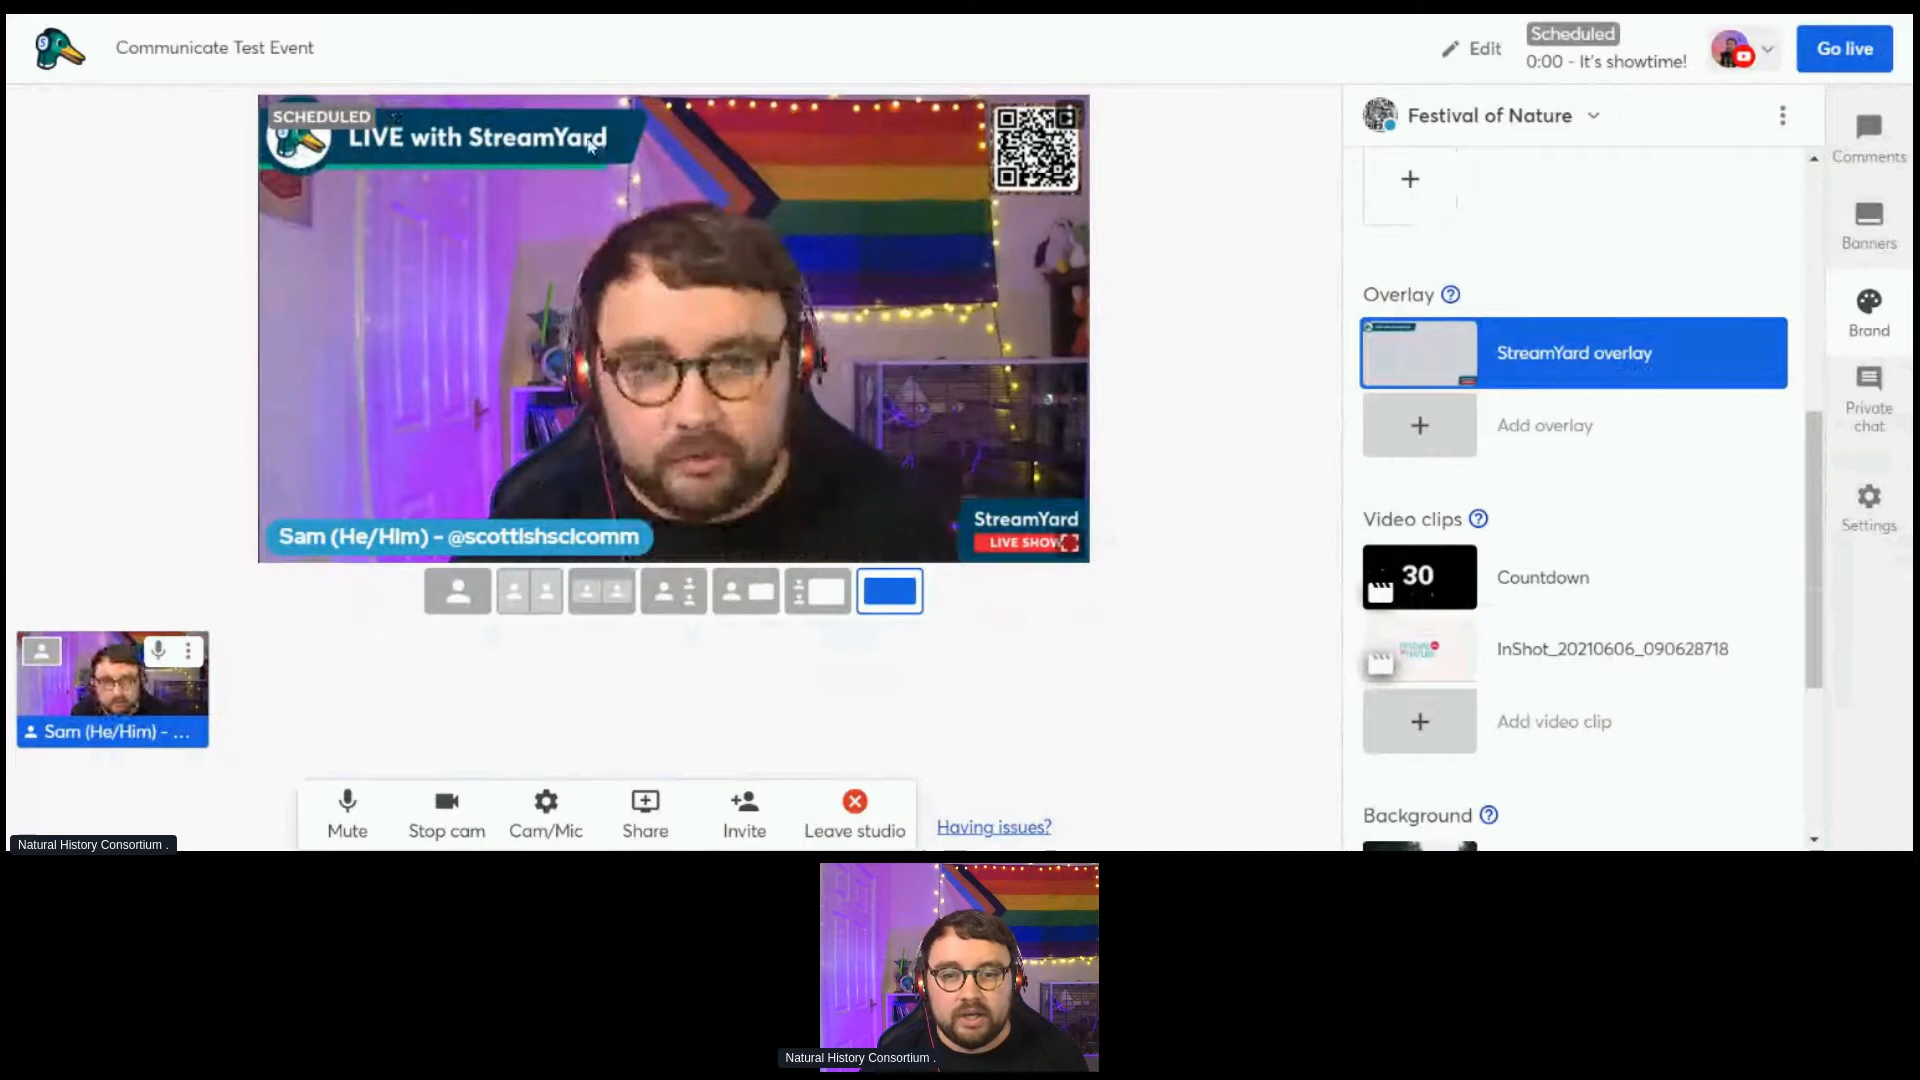 Communicate Test Event
Edit
Scheduled
0:00 - It's showtime!
Go live
SCHEDULED
LIVE with StreamYard
Sam (He/Him) - @scottishscicomm
StreamYard
LIVE SHOW
Sam (He/Him) - ...
Mute
Stop cam
Cam/Mic
Share
Invite
Leave studio
Having issues?
Natural History Consortium .
Festival of Nature
Overlay
StreamYard overlay
Add overlay
Video clips
30
Countdown
InShot_20210606_090628718
Add video clip
Background
Comments
Banners
Brand
Private
chat
Settings
Natural History Consortium .